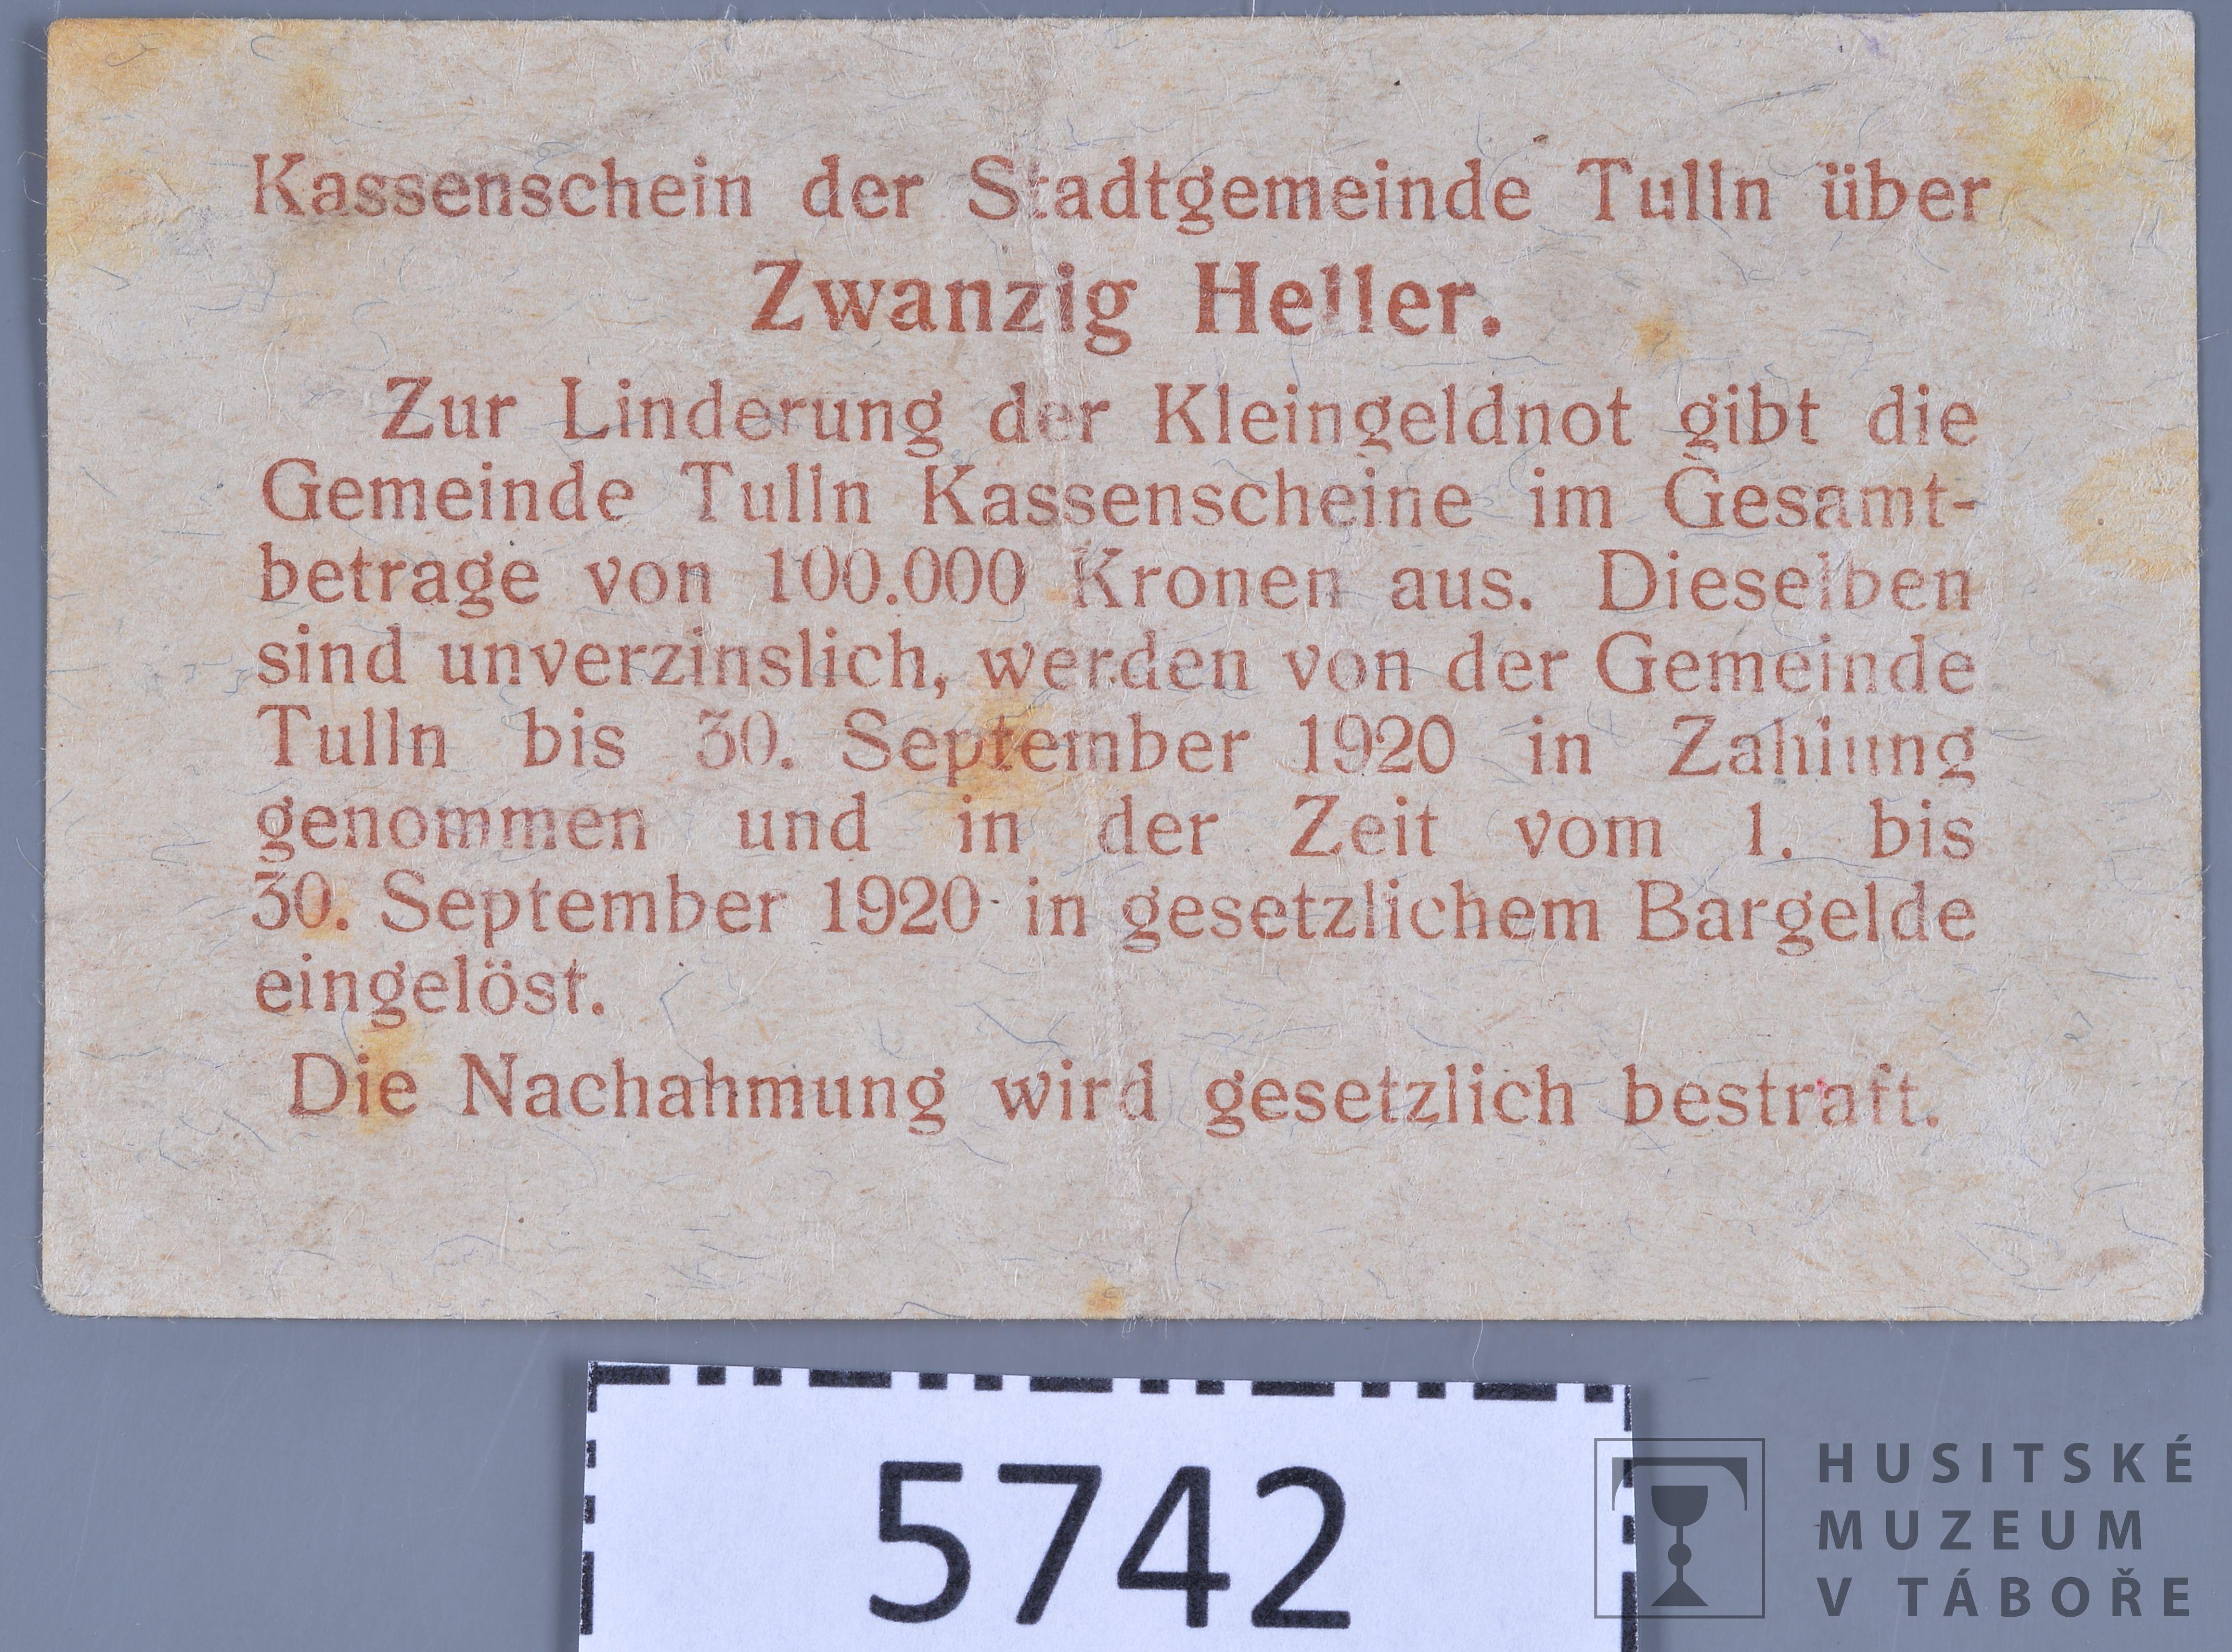 Kassenschein der Stadtgemeinde Tulln über
Zwanzig Heller.
Zur Linderung der Kleingeldnot gibt die
Gemeinde Tulln Kassenscheine im Gesamt-
betrage von 100.000 Kronen aus. Dieselben
sind unverzinslich, werden von der Gemeinde
Tulln bis 30. September 1920 in Zahlung
genommen und in der Zeit vom 1. bis
30. September 1920 in gesetzlichem Bargelde
eingelöst.
Die Nachahmung wird gesetzlich bestraft.
5742
HUSITSKÉ
MUZEUM
V TÁBOŘE